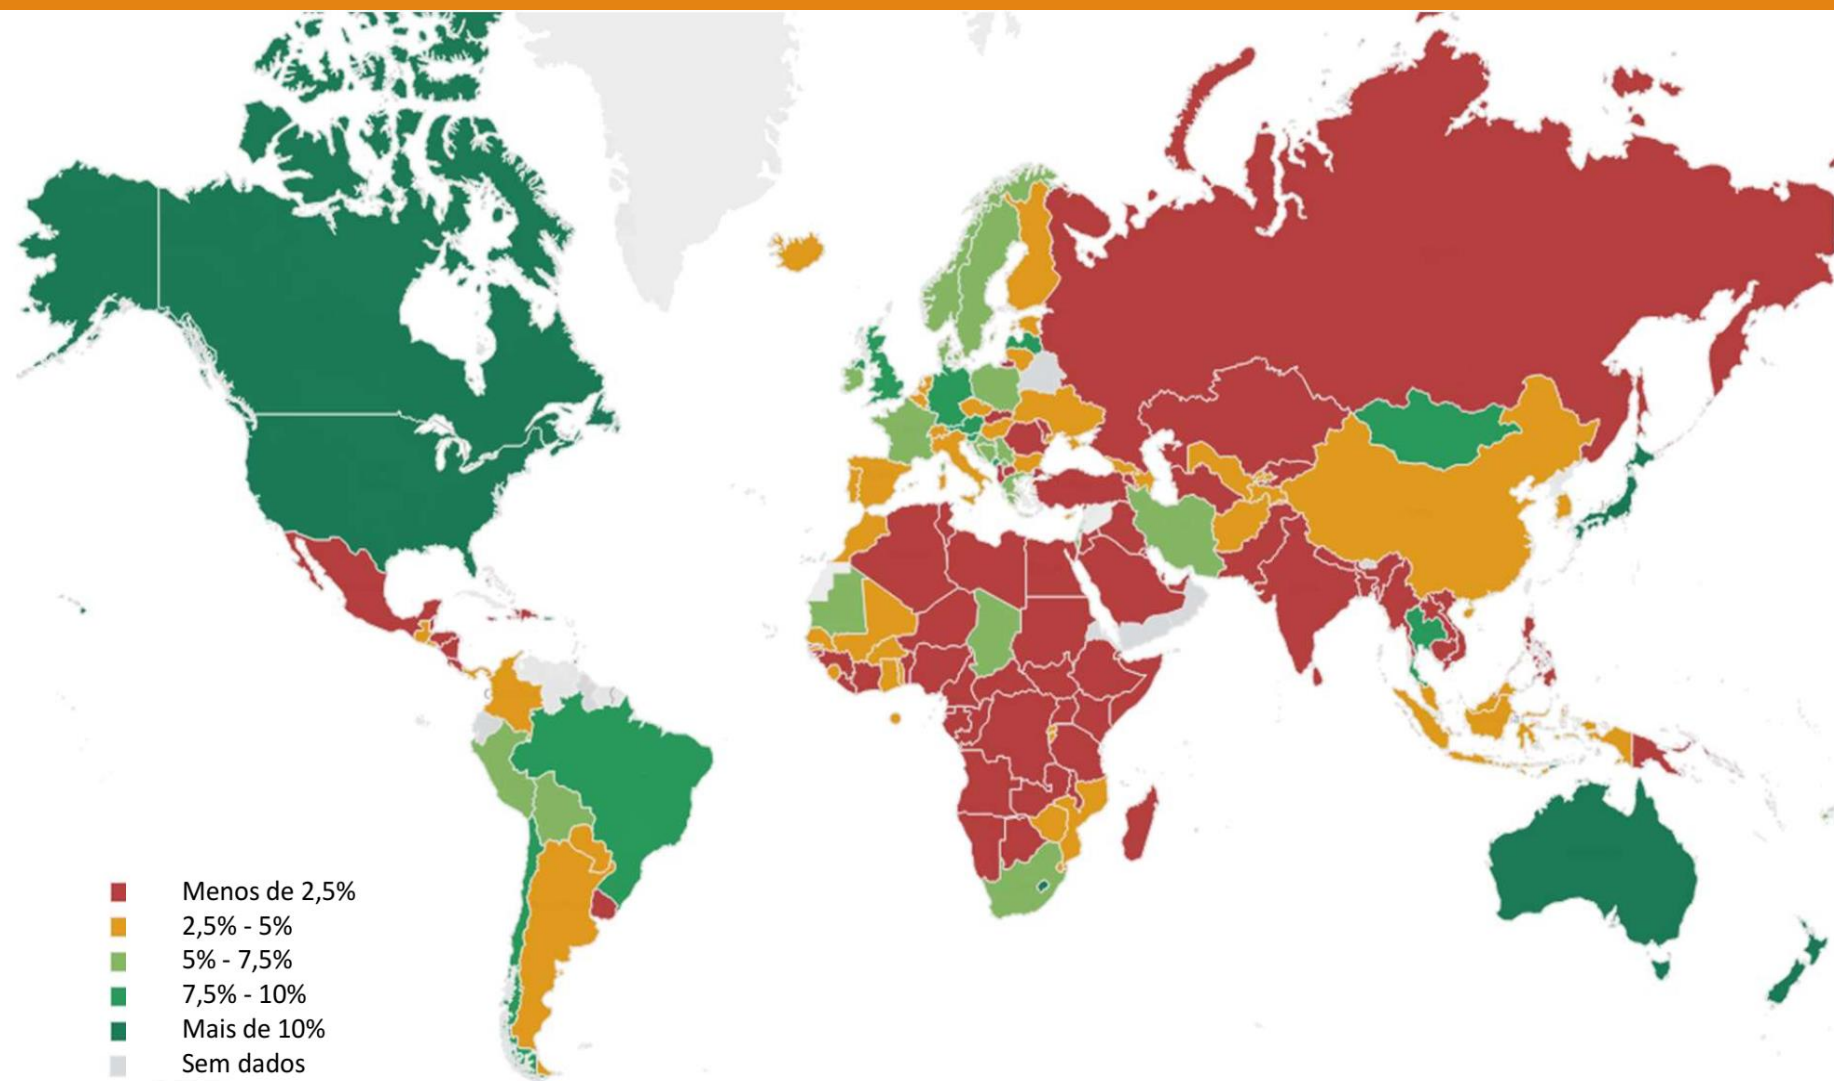 Menos de 2,5%
2,5% - 5%
5% - 7,5%
7,5% - 10%
Mais de 10%
Sem dados